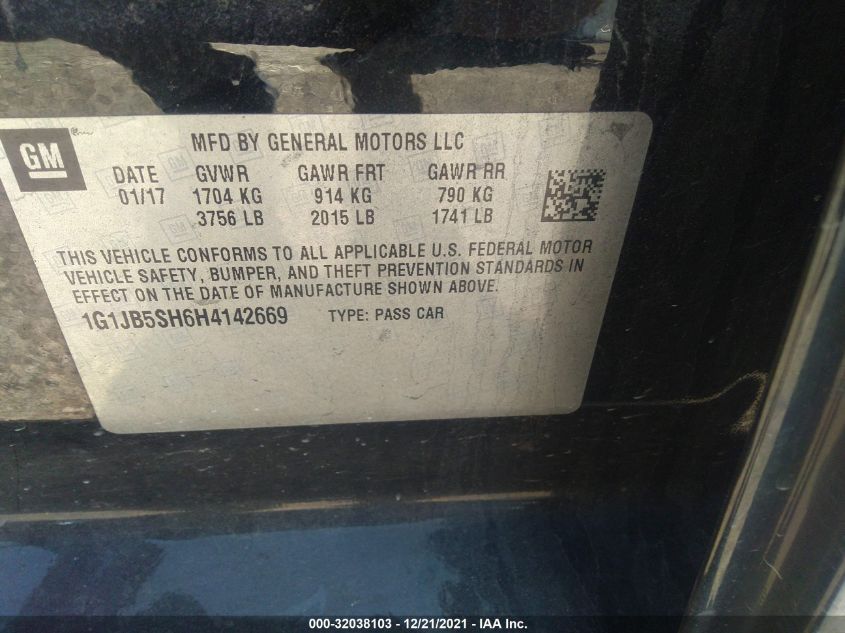 GM
MFD BY GENERAL MOTORS LLC
DATE GVWR GAWR FRT GAWR RR
01/17 1704 KG 914 KG 790 KG
3756 LB 2015 LB 1741 LB
THIS VEHICLE CONFORMS TO ALL APPLICABLE U.S. FEDERAL MOTOR
VEHICLE SAFETY, BUMPER, AND THEFT PREVENTION STANDARDS IN
EFFECT ON THE DATE OF MANUFACTURE SHOWN ABOVE.
1G1JB5SH6H4142669 TYPE: PASS CAR
000-32038103 - 12/21/2021 - IAA Inc.